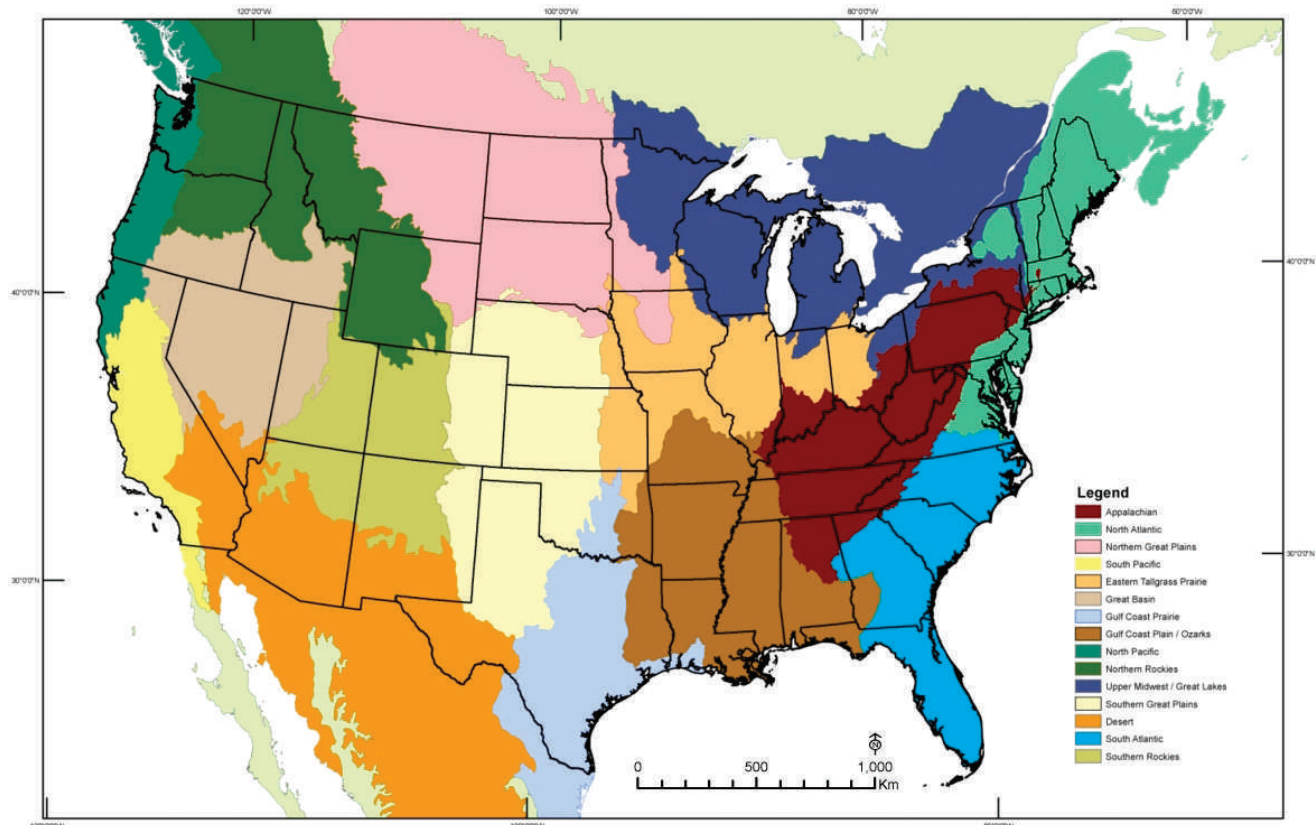 120°0'0"W
100°0'0"W
80°0'0"W
60°0'0"W
40°0'0"N
40°0'0"N
30°0'0"N
30°0'0"N
Legend
Appalachian
North Atlantic
Northern Great Plains
South Pacific
Eastern Tallgrass Prairie
Great Basin
Gulf Coast Prairie
Gulf Coast Plain / Ozarks
North Pacific
Northern Rockies
Upper Midwest / Great Lakes
Southern Great Plains
Desert
South Atlantic
Southern Rockies
N
0 500 1,000
Km